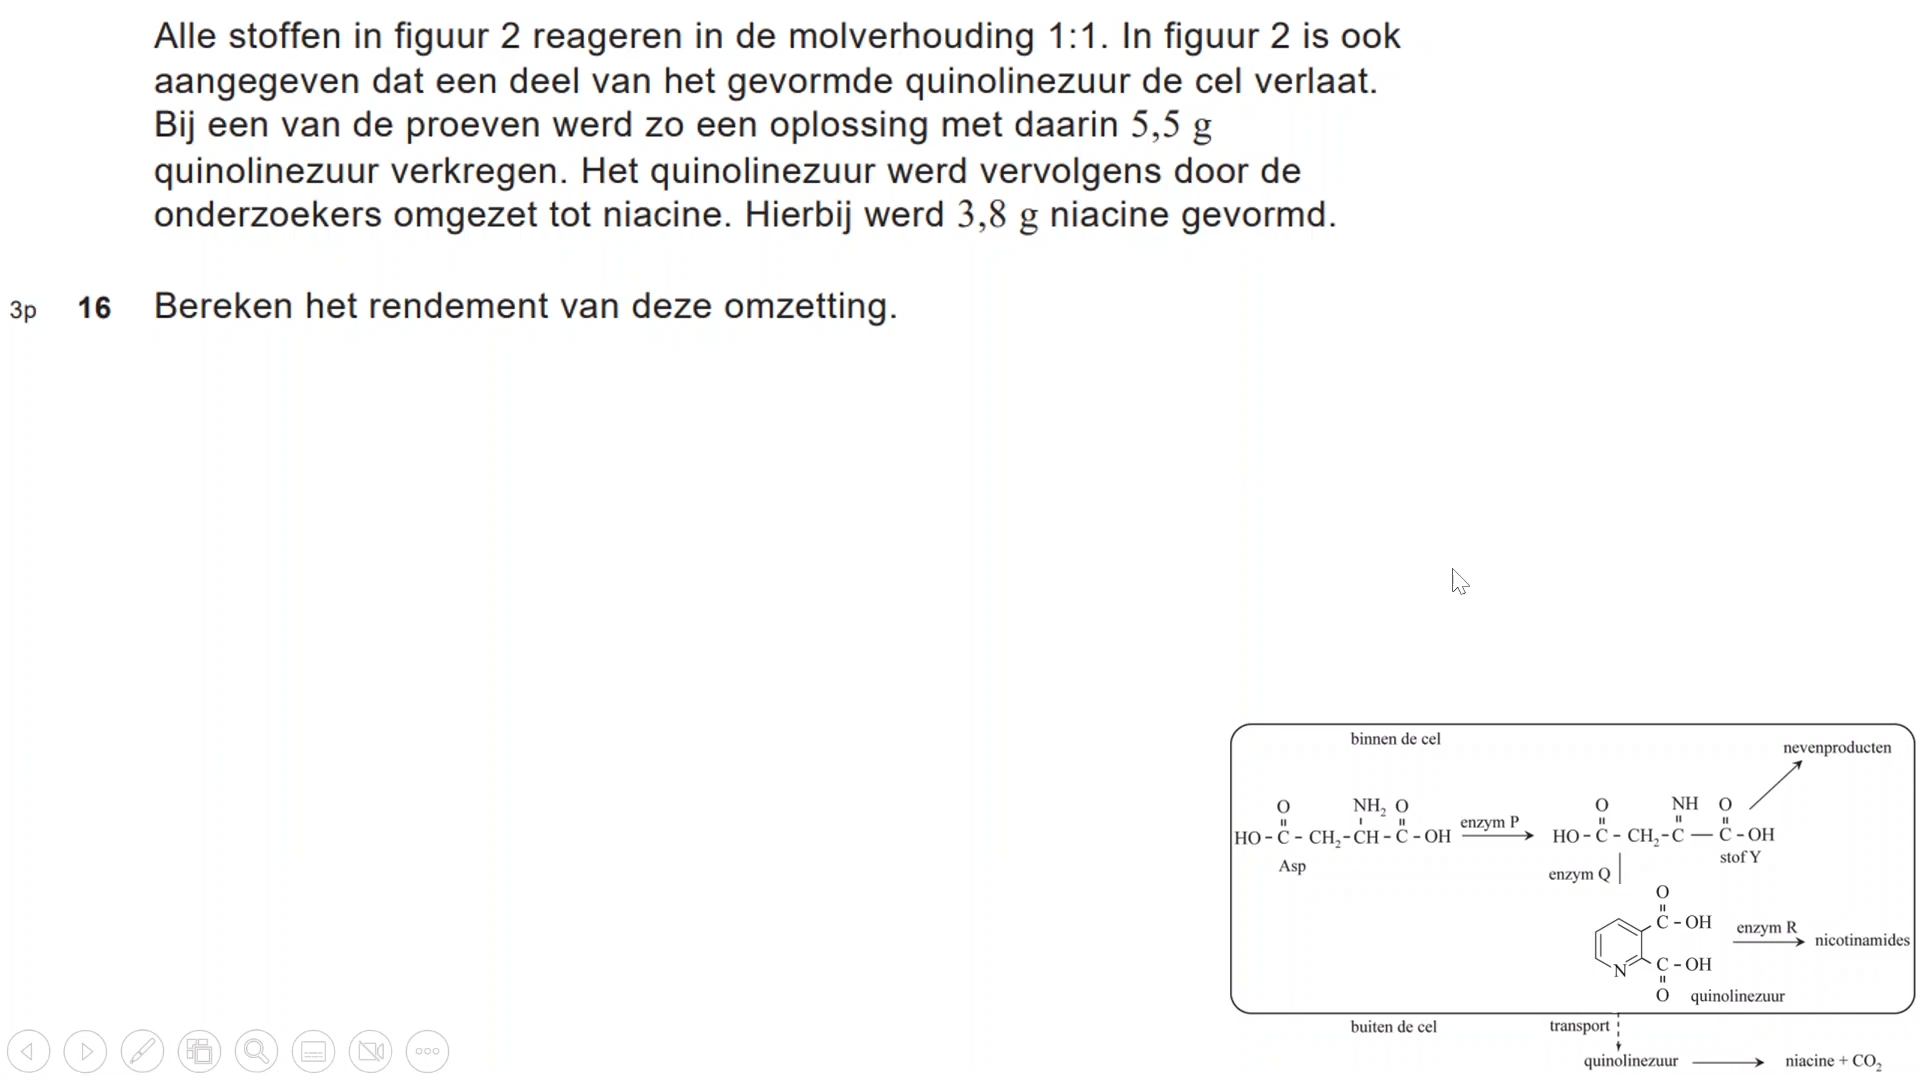 Alle stoffen in figuur 2 reageren in de molverhouding 1:1. In figuur 2 is ook
aangegeven dat een deel van het gevormde quinolinezuur de cel verlaat.
Bij een van de proeven werd zo een oplossing met daarin 5,5 g
quinolinezuur verkregen. Het quinolinezuur werd vervolgens door de
onderzoekers omgezet tot niacine. Hierbij werd 3,8 g niacine gevormd.
3p 16 Bereken het rendement van deze omzetting.
binnen de cel
nevenproducten
O NH₂ O
HO - C - CH₂ - CH - C - OH
Asp
enzym P
O NH O
HO - C - CH₂ - C — C - OH
stof Y
enzym Q
O
C - OH
N
C - OH
O
quinolinezuur
enzym R
nicotinamides
buiten de cel
transport
quinolinezuur
niacine + CO₂